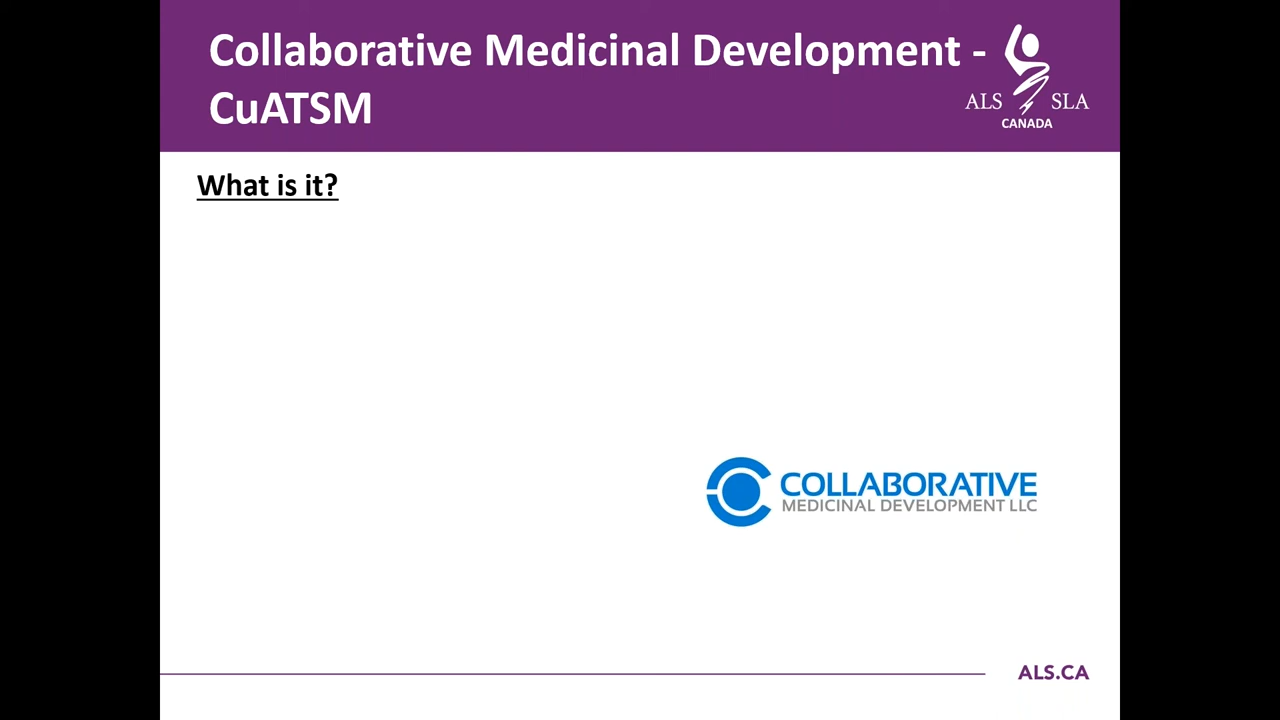 Collaborative Medicinal Development -
CuATSM
ALS SLA
CANADA
What is it?
COLLABORATIVE
MEDICINAL DEVELOPMENT LLC
ALS.CA